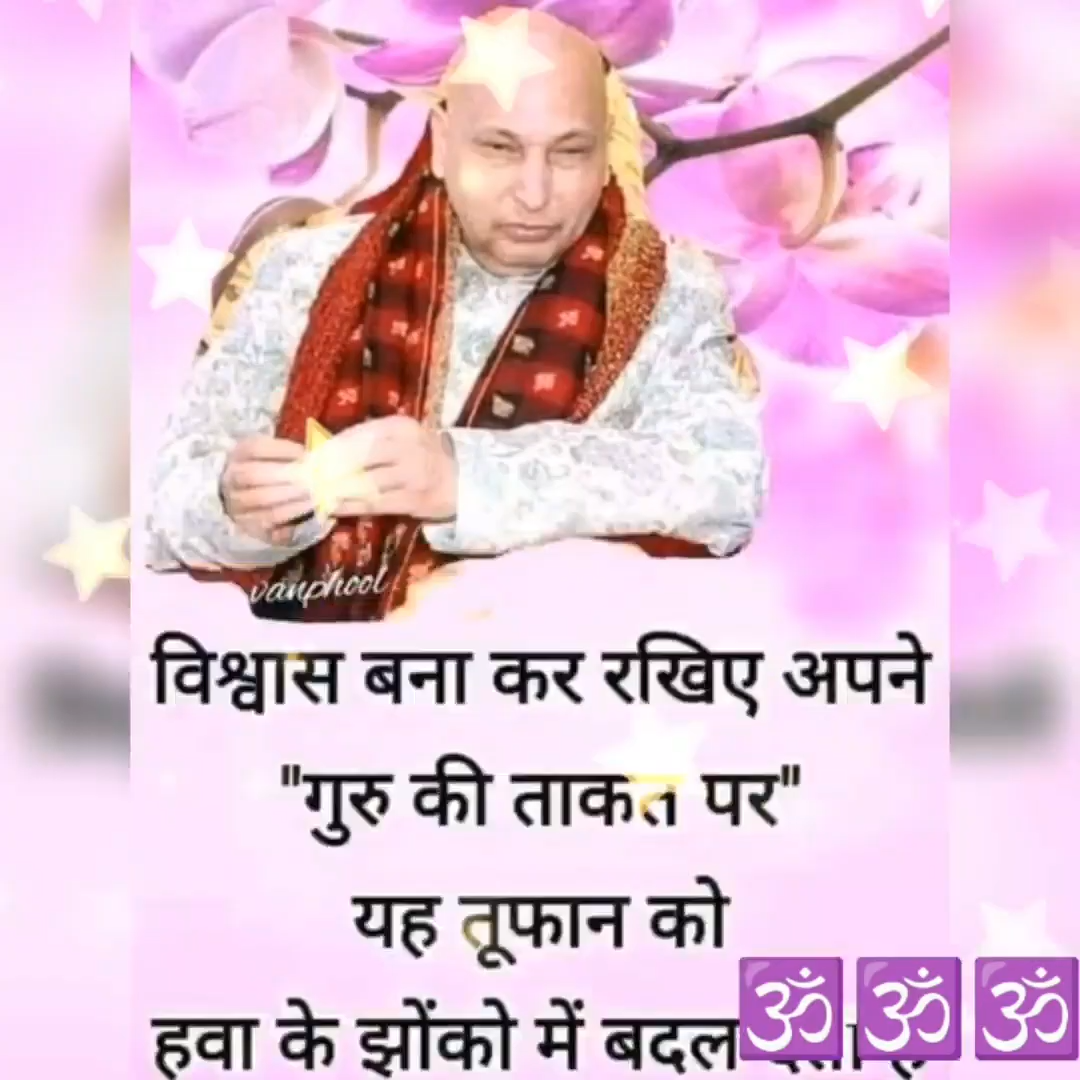 vanphool
विश्वास बना कर रखिए अपने
"गुरु की ताकत पर"
यह तूफान को
हवा के झोंको में बदल
ॐ ॐ ॐ